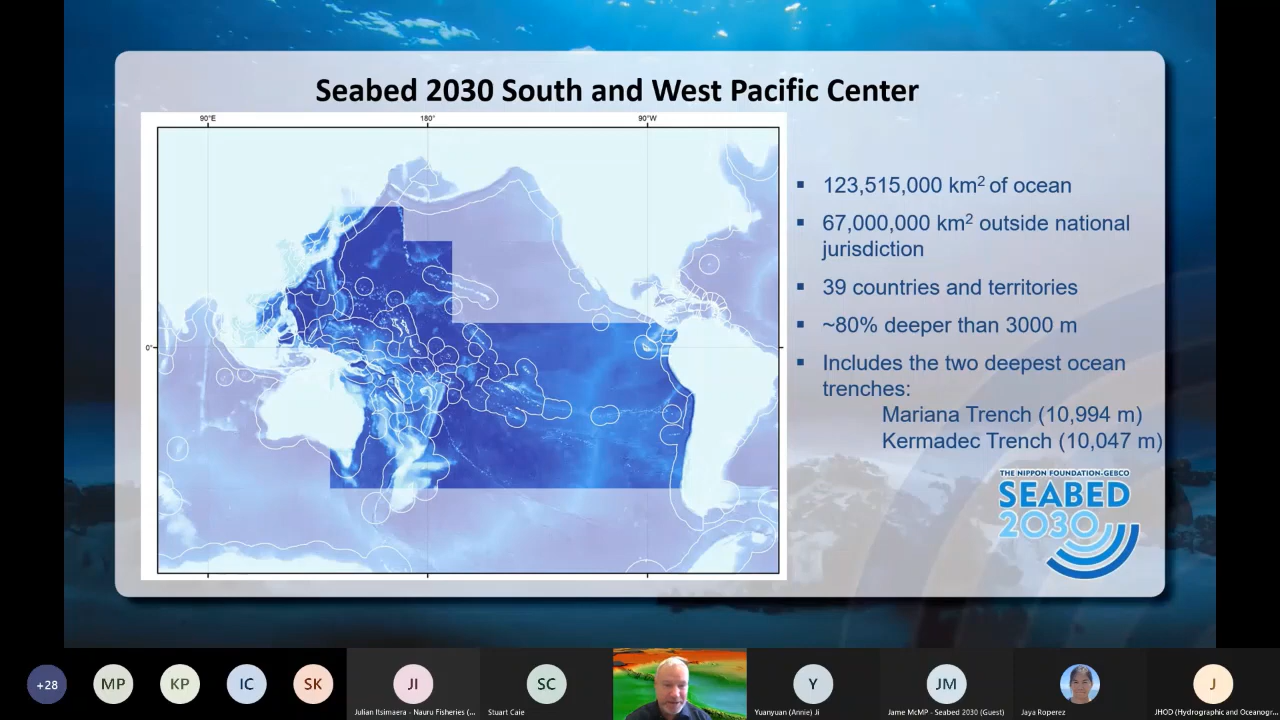 Seabed 2030 South and West Pacific Center
90°E 180° 90°W
0°
▪ 123,515,000 km² of ocean
▪ 67,000,000 km² outside national
jurisdiction
▪ 39 countries and territories
▪ ~80% deeper than 3000 m
▪ Includes the two deepest ocean
trenches:
Mariana Trench (10,994 m)
Kermadec Trench (10,047 m)
THE NIPPON FOUNDATION-GEBCO
SEABED
2030
+28 MP KP IC SK JI SC Y JM J
Julian Itsimaera - Nauru Fisheries (... Stuart Caie Yuanyuan (Annie) Ji Jame McMP - Seabed 2030 (Guest) Jaya Roperez JHOD (Hydrographic and Oceanogr...